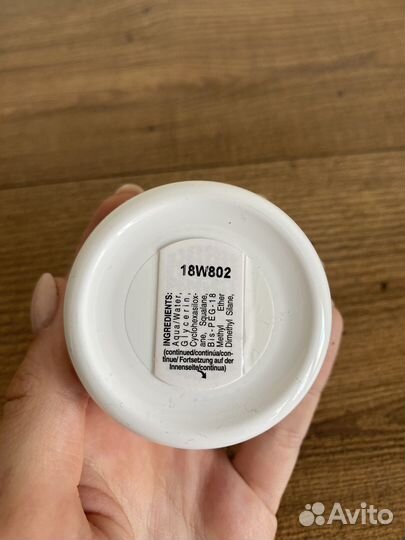 18W802
INGREDIENTS:
Aqua/Water,
Glycerin,
Cyclohexasilox-
ane, Squalane,
Bis-PEG-18
Methyl Ether
Dimethyl Silane,
(continued/continúa/con-
tinue/ Fortsetzung auf der
Innenseite/continua)
Avito